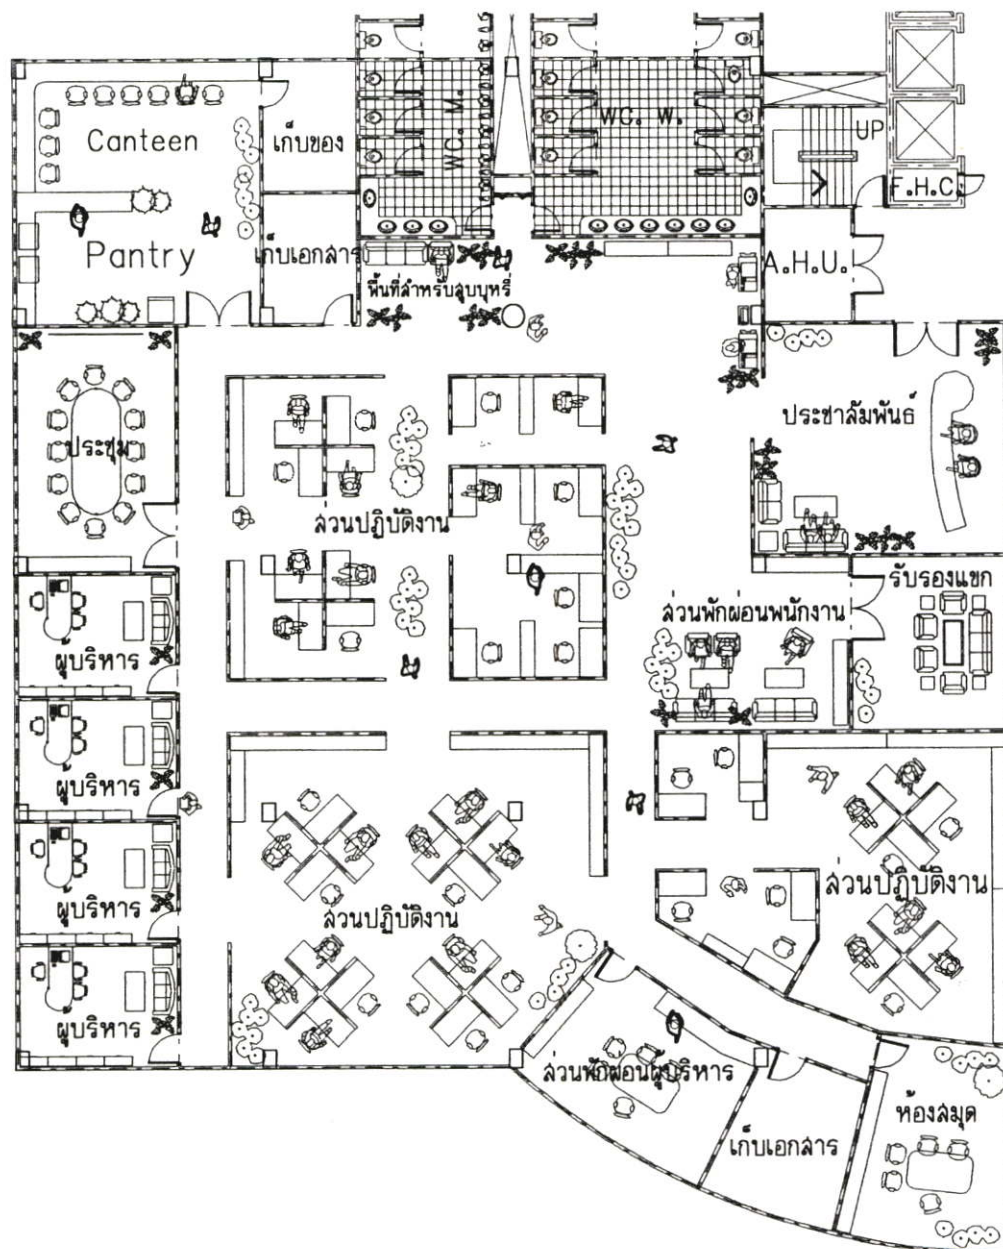 UP
WC. M.
WC. W.
Canteen
เก็บของ
F.H.C.
Pantry
เก็บเอกสาร
A.H.U.
พื้นที่สำหรับสูบบุหรี่
ประชาสัมพันธ์
ประชุม
ส่วนปฏิบัติงาน
รับรองแขก
ส่วนพักผ่อนพนักงาน
ผู้บริหาร
ผู้บริหาร
ส่วนปฏิบัติงาน
ผู้บริหาร
ส่วนปฏิบัติงาน
ผู้บริหาร
ส่วนพักผ่อนผู้บริหาร
ห้องสมุด
เก็บเอกสาร